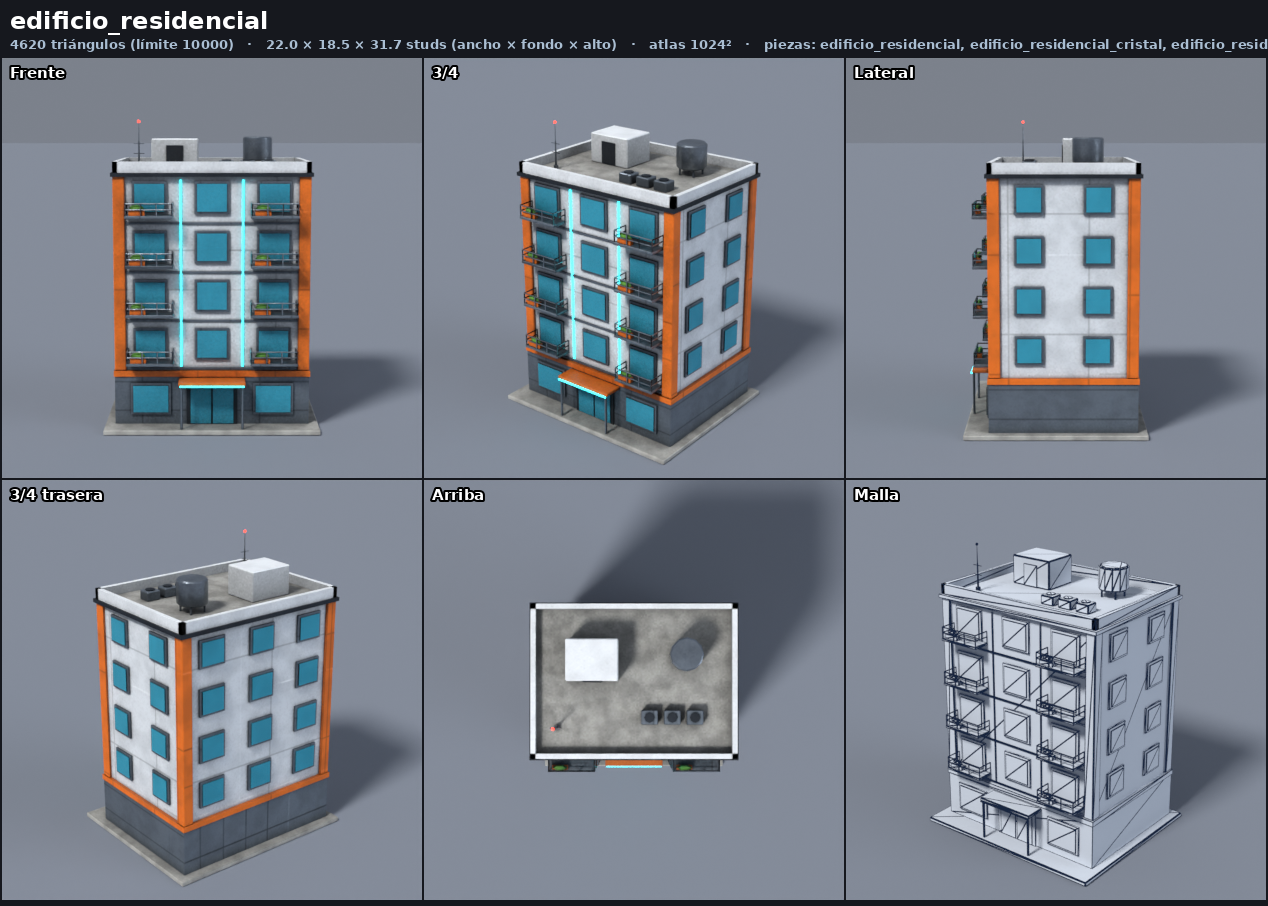 edificio_residencial
4620 triángulos (límite 10000) · 22.0 × 18.5 × 31.7 studs (ancho × fondo × alto) · atlas 1024² · piezas: edificio_residencial, edificio_residencial_cristal, edificio_resid
Frente
3/4
Lateral
3/4 trasera
Arriba
Malla